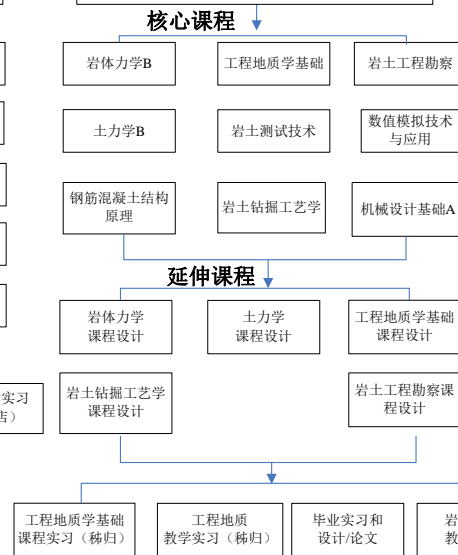 核心课程
岩体力学B
工程地质学基础
岩土工程勘察
土力学B
岩土测试技术
数值模拟技术
与应用
钢筋混凝土结构
原理
岩土钻掘工艺学
机械设计基础A
延伸课程
岩体力学
课程设计
土力学
课程设计
工程地质学基础
课程设计
实习
店）
岩土钻掘工艺学
课程设计
岩土工程勘察课
程设计
工程地质学基础
课程实习（秭归）
工程地质
教学实习（秭归）
毕业实习和
设计/论文
岩
教